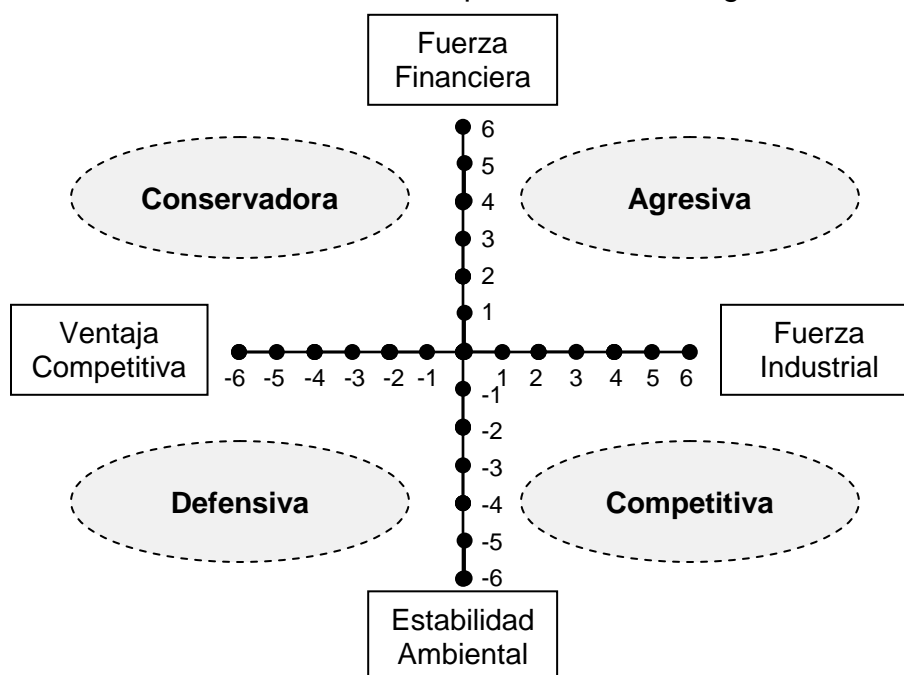 Fuerza
Financiera
6
5
Conservadora
4
Agresiva
3
2
1
Ventaja
Competitiva
Fuerza
Industrial
-6 -5 -4 -3 -2 -1 1 2 3 4 5 6
-1
-2
-3
Defensiva
-4
Competitiva
-5
-6
Estabilidad
Ambiental